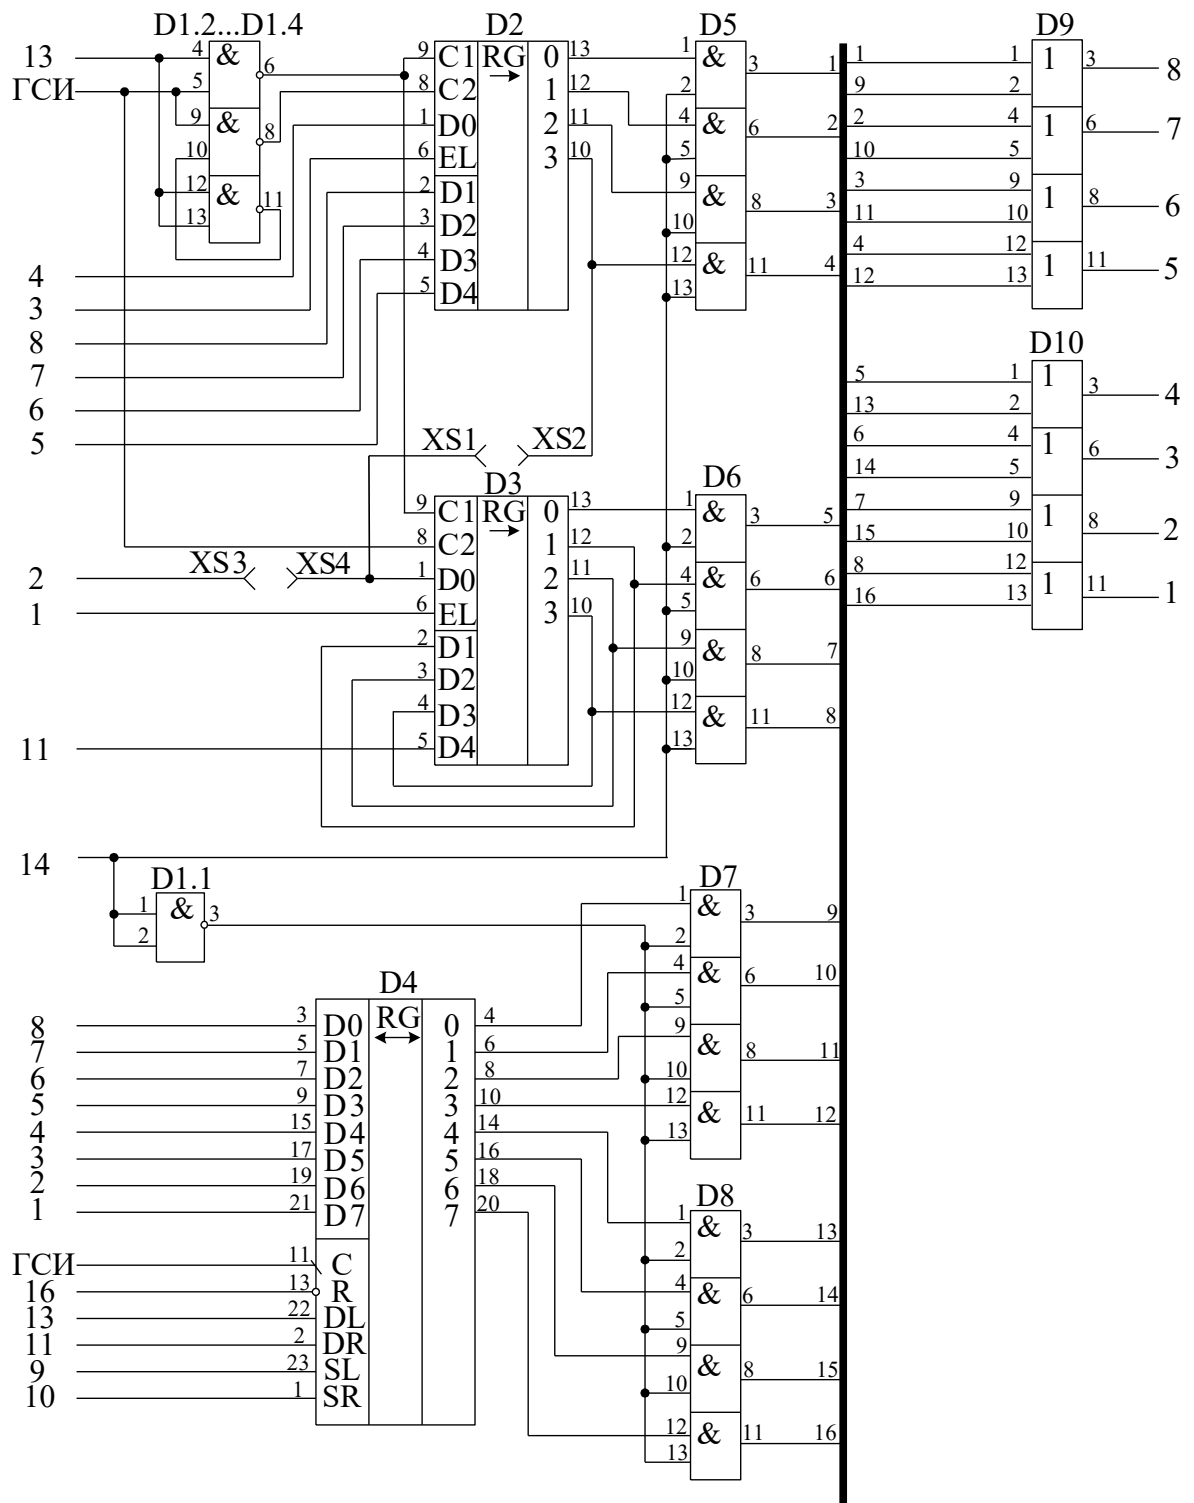 D1.2...D1.4 D2 D5 D9
13 4 & 6 9 C1 RG 0 13 1 & 3 1 1 1 1 3 8
ГСИ 5 8 C2 1 12 2 9 2
9 & 8 1 D0 2 11 4 & 6 2 2 4 1 6 7
10 6 EL 3 10 5 10 5
12 & 11 2 D1 9 & 8 3 3 9 1 8 6
13 3 D2 10 11 10
4 D3 12 & 11 4 4 12 1 11 5
4 5 D4 13 12 13
3
8 D10
7 5 1 1 3 4
6 13 2
5 XS1 XS2 6 4 1 6 3
D3 D6 14 5
9 C1 RG 0 13 1 & 3 5 7 9 1 8 2
8 C2 1 12 2 15 10
2 XS3 XS4 1 D0 2 11 4 & 6 6 8 12 1 11 1
1 6 EL 3 10 5 16 13
2 D1 9 & 8 7
3 D2 10
4 D3 12 & 11 8
11 5 D4 13
14
D1.1 D7
1 & 3 1 & 3 9
2 2
D4 4 & 6 10
8 3 D0 RG 0 4 5
7 5 D1 1 6 9 & 8 11
6 7 D2 2 8 10
5 9 D3 3 10 12 & 11 12
4 15 D4 4 14 13
3 17 D5 5 16
2 19 D6 6 18 D8
1 21 D7 7 20 1 & 3 13
ГСИ 11 C 2
16 13 R 4 & 6 14
13 22 DL 5
11 2 DR 9 & 8 15
9 23 SL 10
10 1 SR 12 & 11 16
13